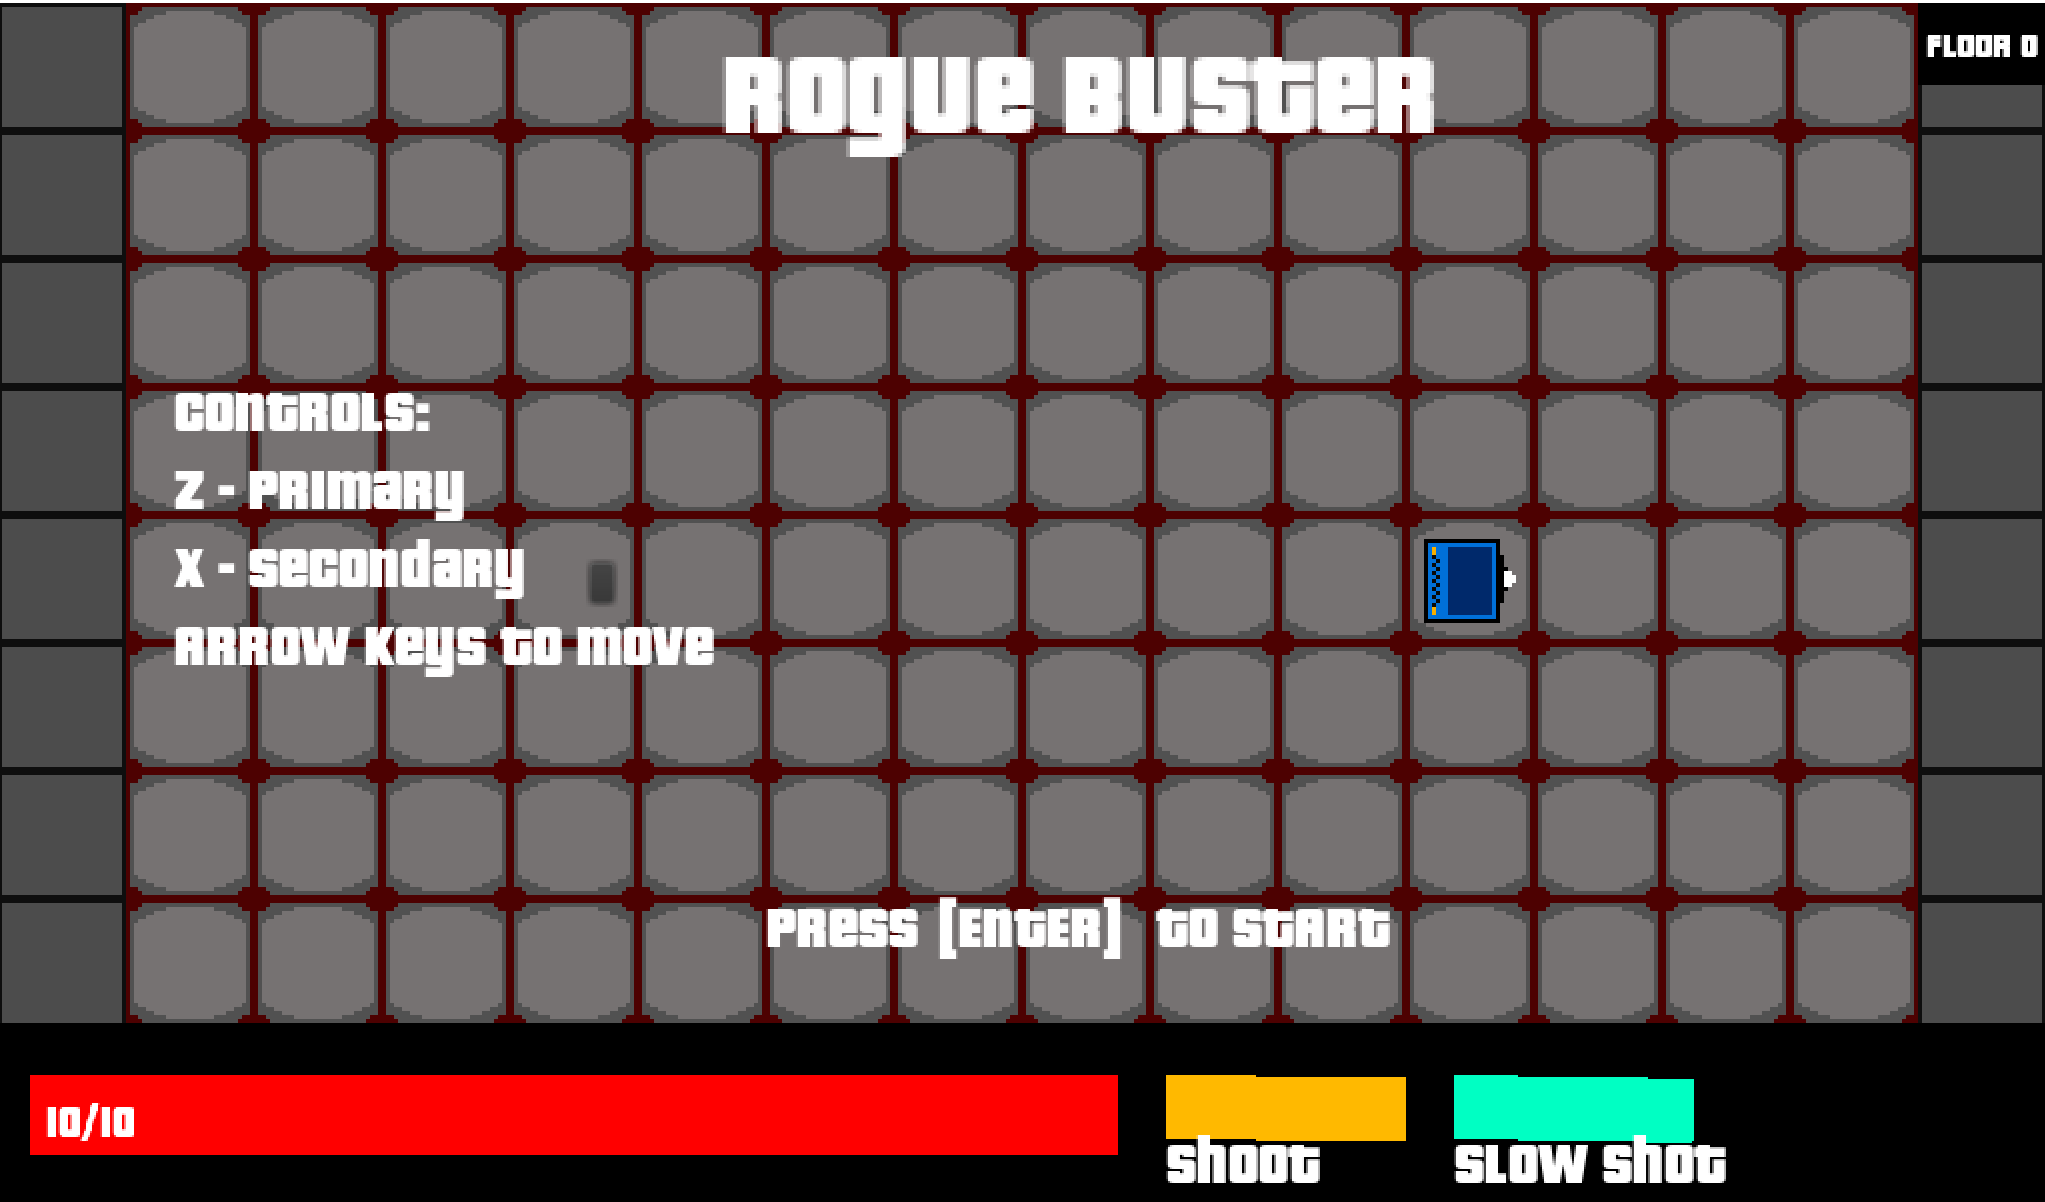 FLOOR 0
Rogue Buster
Controls:
Z - Primary
X - Secondary
Arrow Keys to move
Press [Enter] to start
10/10
Shoot
Slow Shot